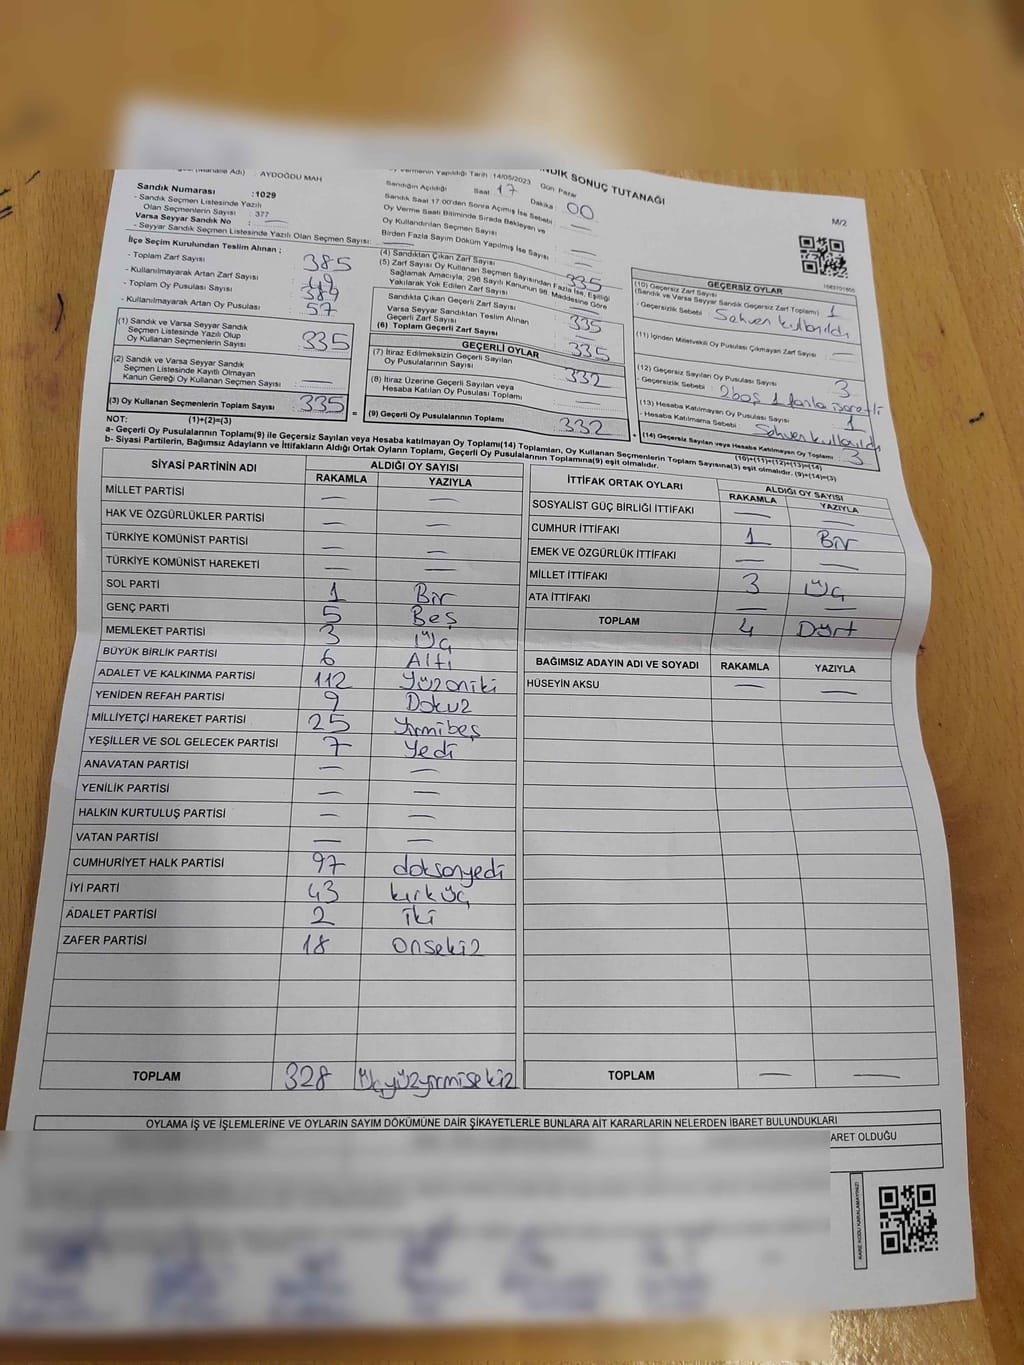 NDIK SONUÇ TUTANAĞI
M/2
AYDOĞDU MAH
Sandık Numarası :1029
- Sandık Seçmen Listesinde Yazılı
Olan Seçmenlerin Sayısı 377
Varsa Seyyar Sandık No —
- Seyyar Sandık Seçmen Listesinde Yazılı Olan Seçmen Sayısı:
Oy Vermenin Yapıldığı Tarih :14/05/2023 Gün Pazar
Sandığın Açıldığı Saat 17 Dakika : 00
Sandık Saat 17:00'den Sonra Açılmış İse Sebebi
Oy Verme Saati Bitiminde Sırada Bekleyen ve
Oy Kullandırılan Seçmen Sayısı
Birden Fazla Sayım Döküm Yapılmış İse Sayısı —
İlçe Seçim Kurulundan Teslim Alınan ;
- Toplam Zarf Sayısı 385
- Kullanılmayarak Artan Zarf Sayısı
- Toplam Oy Pusulası Sayısı
- Kullanılmayarak Artan Oy Pusulası 57
(1) Sandık ve Varsa Seyyar Sandık
Seçmen Listesinde Yazılı Olup
Oy Kullanan Seçmenlerin Sayısı 335
(2) Sandık ve Varsa Seyyar Sandık
Seçmen Listesinde Kayıtlı Olmayan
Kanun Gereği Oy Kullanan Seçmen Sayısı —
(3) Oy Kullanan Seçmenlerin Toplam Sayısı 335
(1)+(2)=(3)
(4) Sandıktan Çıkan Zarf Sayısı 335
(5) Zarf Sayısı Oy Kullanan Seçmen Sayısından Fazla İse, Eşitliği
Sağlamak Amacıyla, 298 Sayılı Kanunun 98. Maddesine Göre
Yakılarak Yok Edilen Zarf Sayısı —
Sandıkta Çıkan Geçerli Zarf Sayısı 335
Varsa Seyyar Sandıktan Teslim Alınan
Geçerli Zarf Sayısı —
(6) Toplam Geçerli Zarf Sayısı 335
GEÇERLİ OYLAR
(7) İtiraz Edilmeksizin Geçerli Sayılan
Oy Pusulalarının Sayısı 332
(8) İtiraz Üzerine Geçerli Sayılan veya
Hesaba Katılan Oy Pusulası Toplamı —
(9) Geçerli Oy Pusulalarının Toplamı 332
GEÇERSİZ OYLAR
(10) Geçersiz Zarf Sayısı
(Sandık ve Varsa Seyyar Sandık Geçersiz Zarf Toplamı) 1
- Geçersizlik Sebebi : Sehven kullanıldı
(11) İçinden Milletvekili Oy Pusulası Çıkmayan Zarf Sayısı —
(12) Geçersiz Sayılan Oy Pusulası Sayısı 3
- Geçersizlik Sebebi : 2 boş 1 fazla işaretli
(13) Hesaba Katılmayan Oy Pusulası Sayısı 1
- Hesaba Katılmama Sebebi : Sehven kullanıldı
(14) Geçersiz Sayılan veya Hesaba Katılmayan Oy Toplamı 3
(10)+(11)+(12)+(13)=(14)
NOT:
a- Geçerli Oy Pusulalarının Toplamı(9) ile Geçersiz Sayılan veya Hesaba katılmayan Oy Toplamı(14) Toplamları, Oy Kullanan Seçmenlerin Toplam Sayısına(3) eşit olmalıdır. (9)+(14)=(3)
b- Siyasi Partilerin, Bağımsız Adayların ve İttifakların Aldığı Ortak Oyların Toplamı, Geçerli Oy Pusulalarının Toplamına(9) eşit olmalıdır.
SİYASİ PARTİNİN ADI ALDIĞI OY SAYISI
RAKAMLA YAZIYLA
MİLLET PARTİSİ — —
HAK VE ÖZGÜRLÜKLER PARTİSİ — —
TÜRKİYE KOMÜNİST PARTİSİ — —
TÜRKİYE KOMÜNİST HAREKETİ — —
SOL PARTİ 1 Bir
GENÇ PARTİ 5 Beş
MEMLEKET PARTİSİ 3 Üç
BÜYÜK BİRLİK PARTİSİ 6 Altı
ADALET VE KALKINMA PARTİSİ 112 Yüzoniki
YENİDEN REFAH PARTİSİ 9 Dokuz
MİLLİYETÇİ HAREKET PARTİSİ 25 Yirmibeş
YEŞİLLER VE SOL GELECEK PARTİSİ 7 Yedi
ANAVATAN PARTİSİ — —
YENİLİK PARTİSİ — —
HALKIN KURTULUŞ PARTİSİ — —
VATAN PARTİSİ — —
CUMHURİYET HALK PARTİSİ 97 doksanyedi
İYİ PARTİ 43 kırküç
ADALET PARTİSİ 2 iki
ZAFER PARTİSİ 18 onsekiz
TOPLAM 328 Üçyüzyirmisekiz
İTTİFAK ORTAK OYLARI ALDIĞI OY SAYISI
RAKAMLA YAZIYLA
SOSYALİST GÜÇ BİRLİĞİ İTTİFAKI — —
CUMHUR İTTİFAKI 1 Bir
EMEK VE ÖZGÜRLÜK İTTİFAKI — —
MİLLET İTTİFAKI 3 Üç
ATA İTTİFAKI — —
TOPLAM 4 Dört
BAĞIMSIZ ADAYIN ADI VE SOYADI RAKAMLA YAZIYLA
HÜSEYİN AKSU — —
TOPLAM — —
OYLAMA İŞ VE İŞLEMLERİNE VE OYLARIN SAYIM DÖKÜMÜNE DAİR ŞİKAYETLERLE BUNLARA AİT KARARLARIN NELERDEN İBARET BULUNDUKLARI
ARET OLDUĞU
KARE KODU KARALAMAYINIZ!